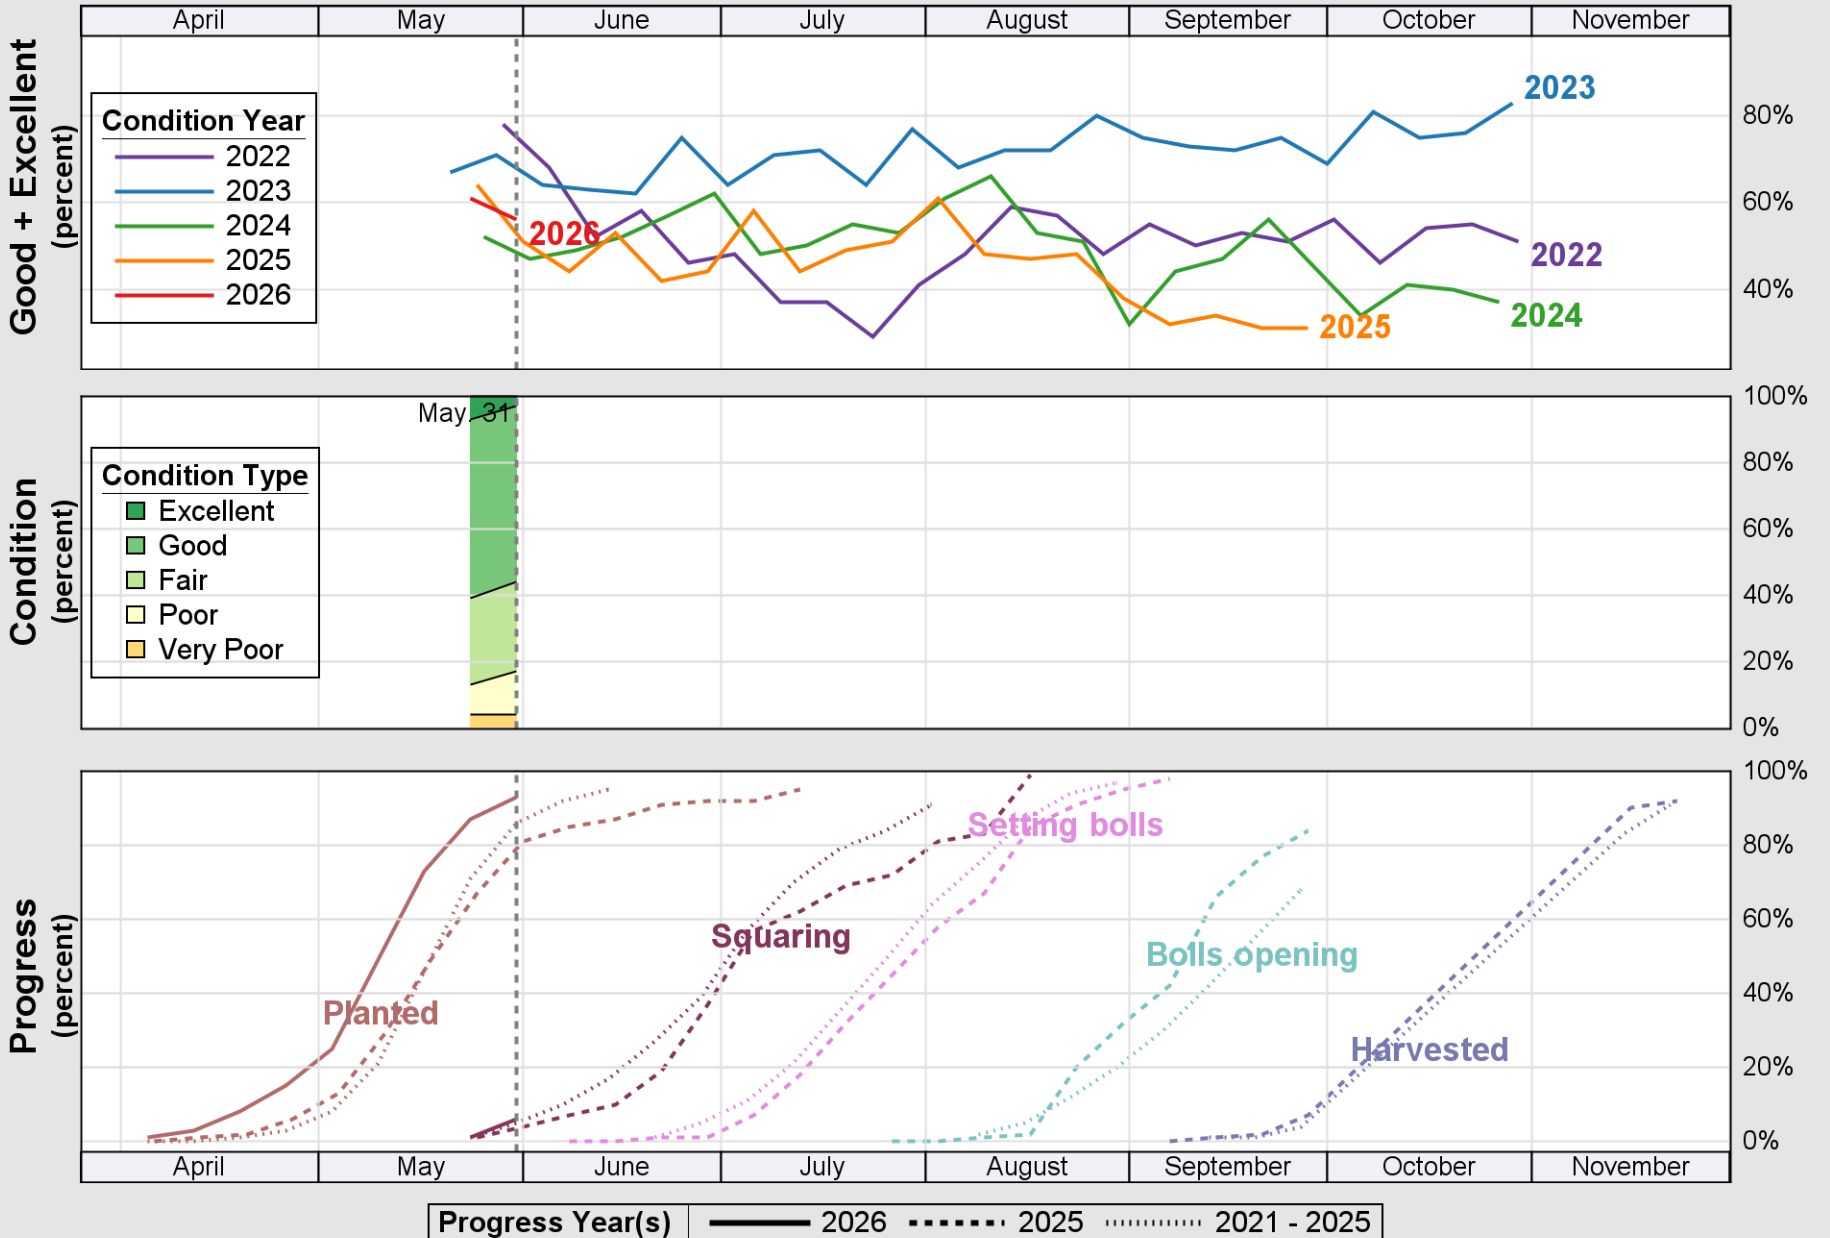 April May June July August September October November
Good + Excellent
(percent)
Condition Year
2022
2023
2024
2025
2026
2023
2022
2024
2025
2026
80%
60%
40%
Condition
(percent)
May. 31
Condition Type
Excellent
Good
Fair
Poor
Very Poor
100%
80%
60%
40%
20%
0%
Progress
(percent)
Planted
Squaring
Setting bolls
Bolls opening
Harvested
100%
80%
60%
40%
20%
0%
April May June July August September October November
Progress Year(s) 2026 2025 2021 - 2025